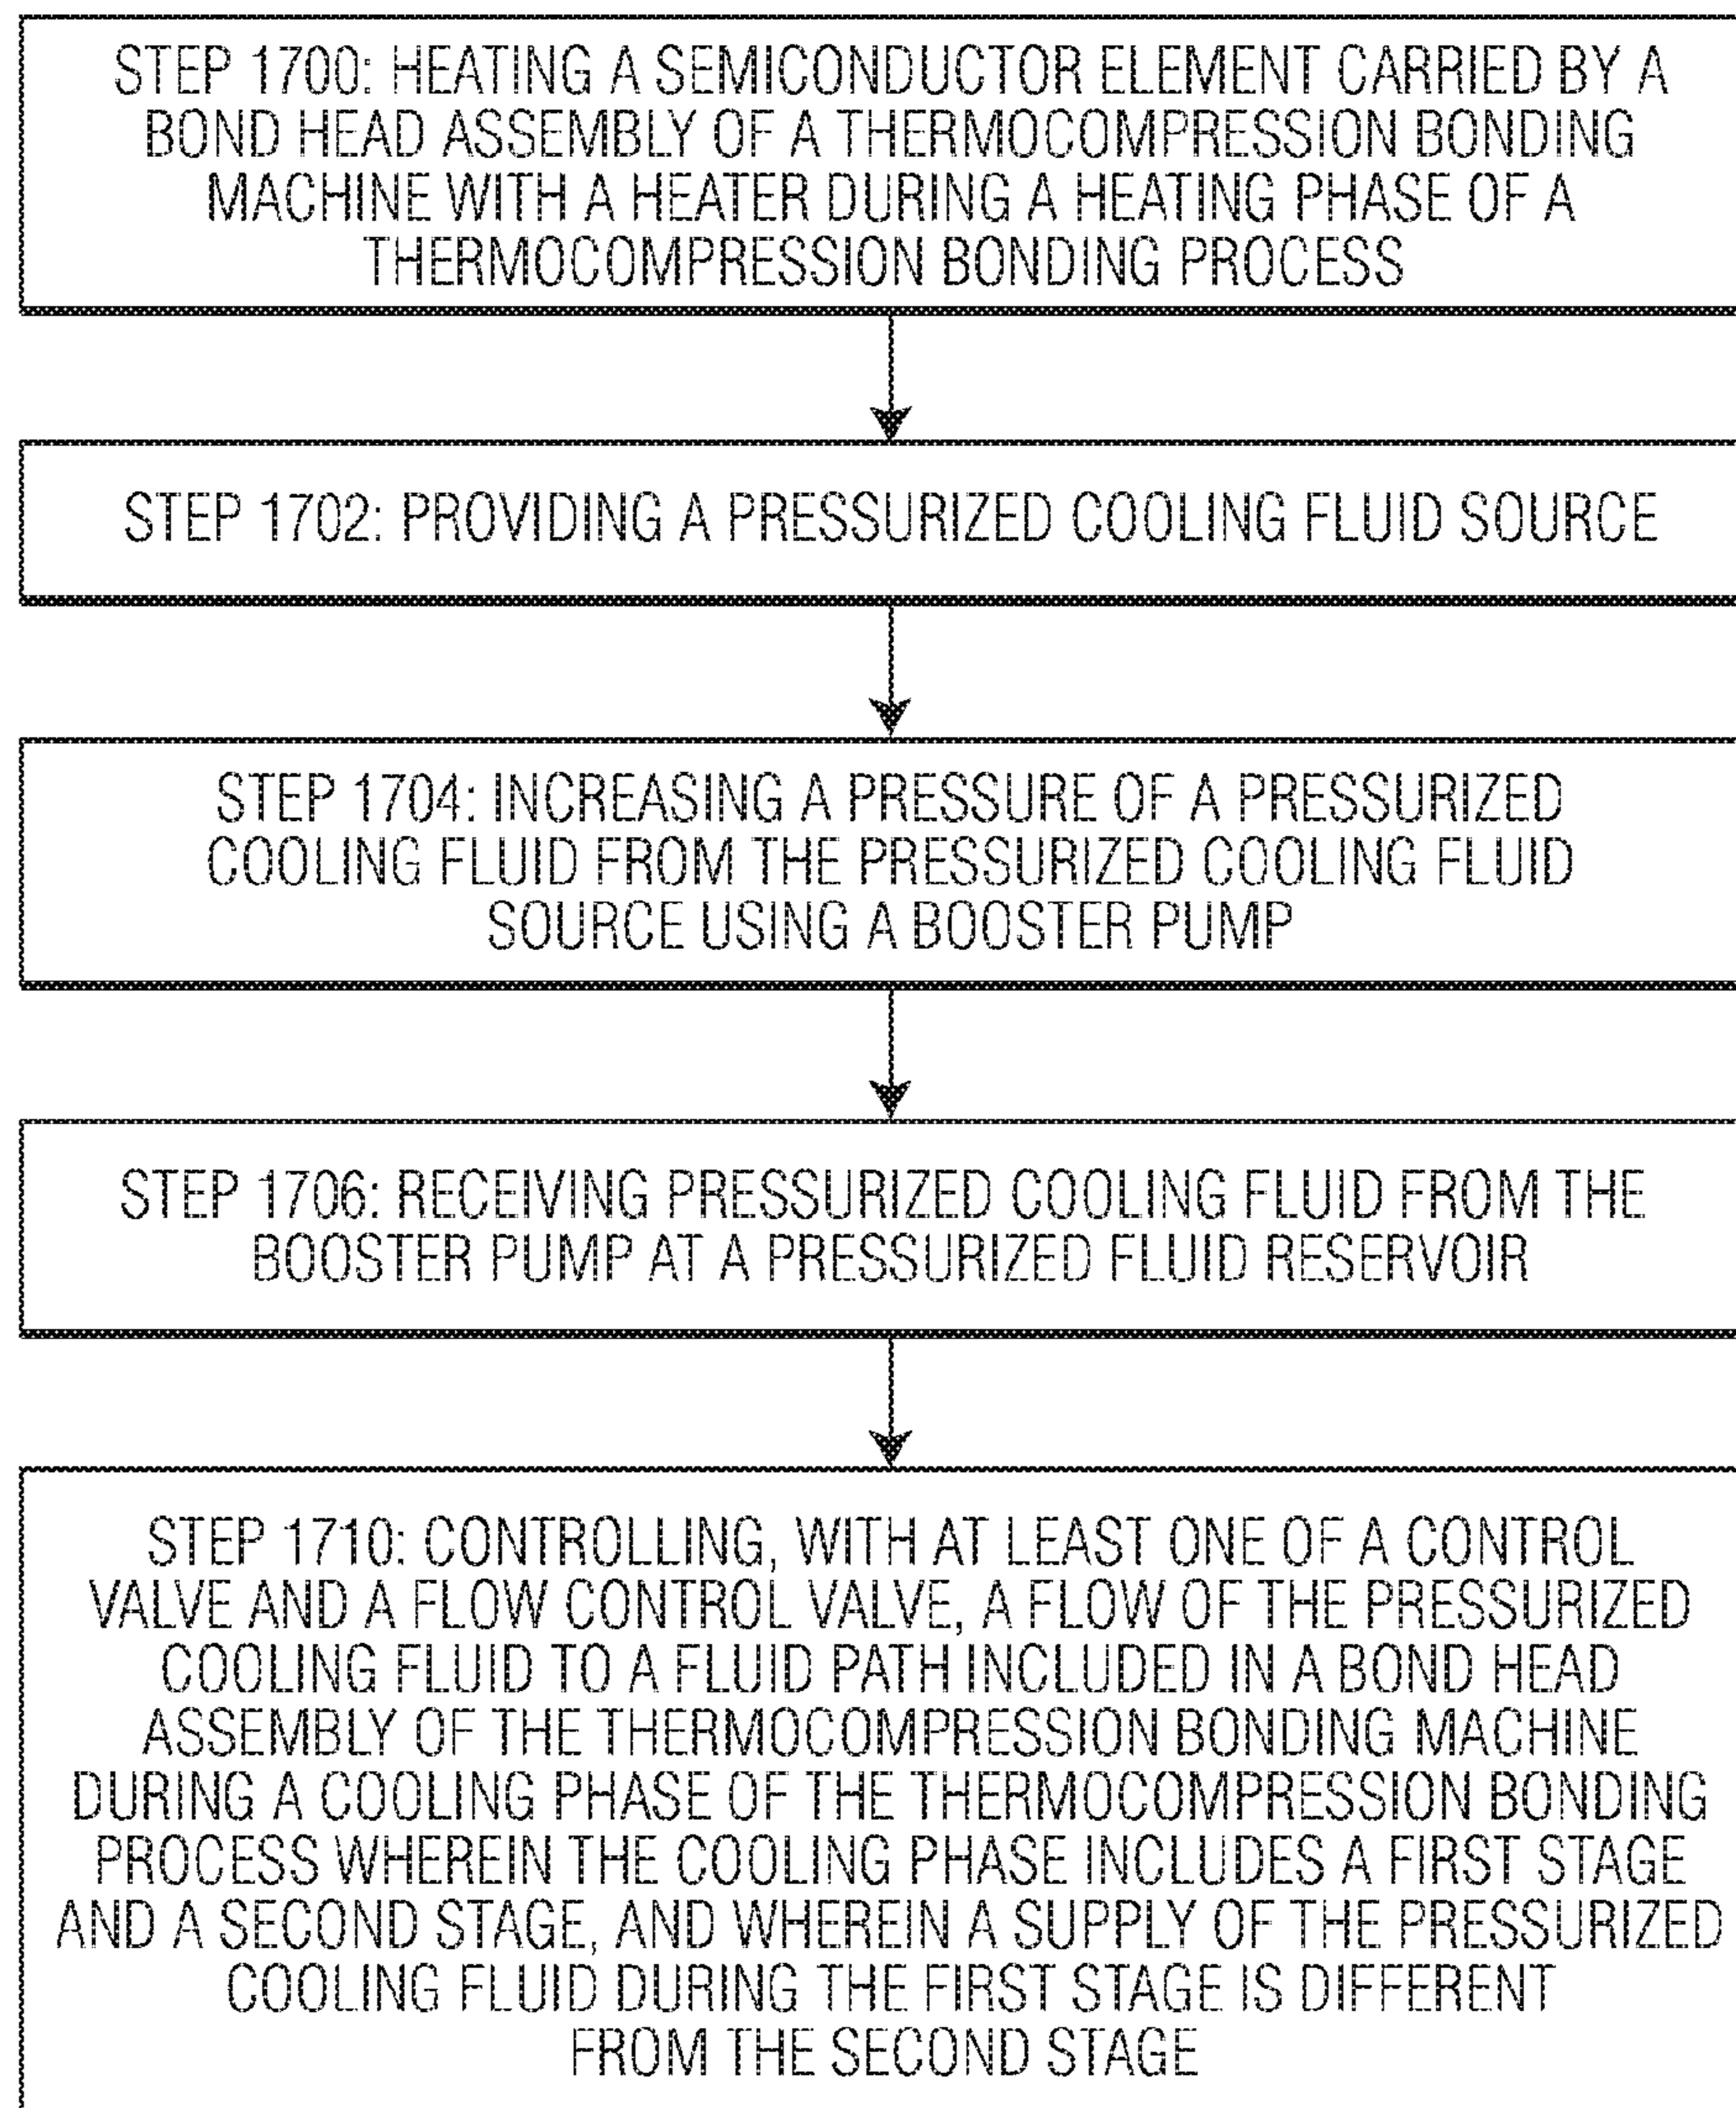 STEP 1700: HEATING A SEMICONDUCTOR ELEMENT CARRIED BY A
BOND HEAD ASSEMBLY OF A THERMOCOMPRESSION BONDING
MACHINE WITH A HEATER DURING A HEATING PHASE OF A
THERMOCOMPRESSION BONDING PROCESS
STEP 1702: PROVIDING A PRESSURIZED COOLING FLUID SOURCE
STEP 1704: INCREASING A PRESSURE OF A PRESSURIZED
COOLING FLUID FROM THE PRESSURIZED COOLING FLUID
SOURCE USING A BOOSTER PUMP
STEP 1706: RECEIVING PRESSURIZED COOLING FLUID FROM THE
BOOSTER PUMP AT A PRESSURIZED FLUID RESERVOIR
STEP 1710: CONTROLLING, WITH AT LEAST ONE OF A CONTROL
VALVE AND A FLOW CONTROL VALVE, A FLOW OF THE PRESSURIZED
COOLING FLUID TO A FLUID PATH INCLUDED IN A BOND HEAD
ASSEMBLY OF THE THERMOCOMPRESSION BONDING MACHINE
DURING A COOLING PHASE OF THE THERMOCOMPRESSION BONDING
PROCESS WHEREIN THE COOLING PHASE INCLUDES A FIRST STAGE
AND A SECOND STAGE, AND WHEREIN A SUPPLY OF THE PRESSURIZED
COOLING FLUID DURING THE FIRST STAGE IS DIFFERENT
FROM THE SECOND STAGE